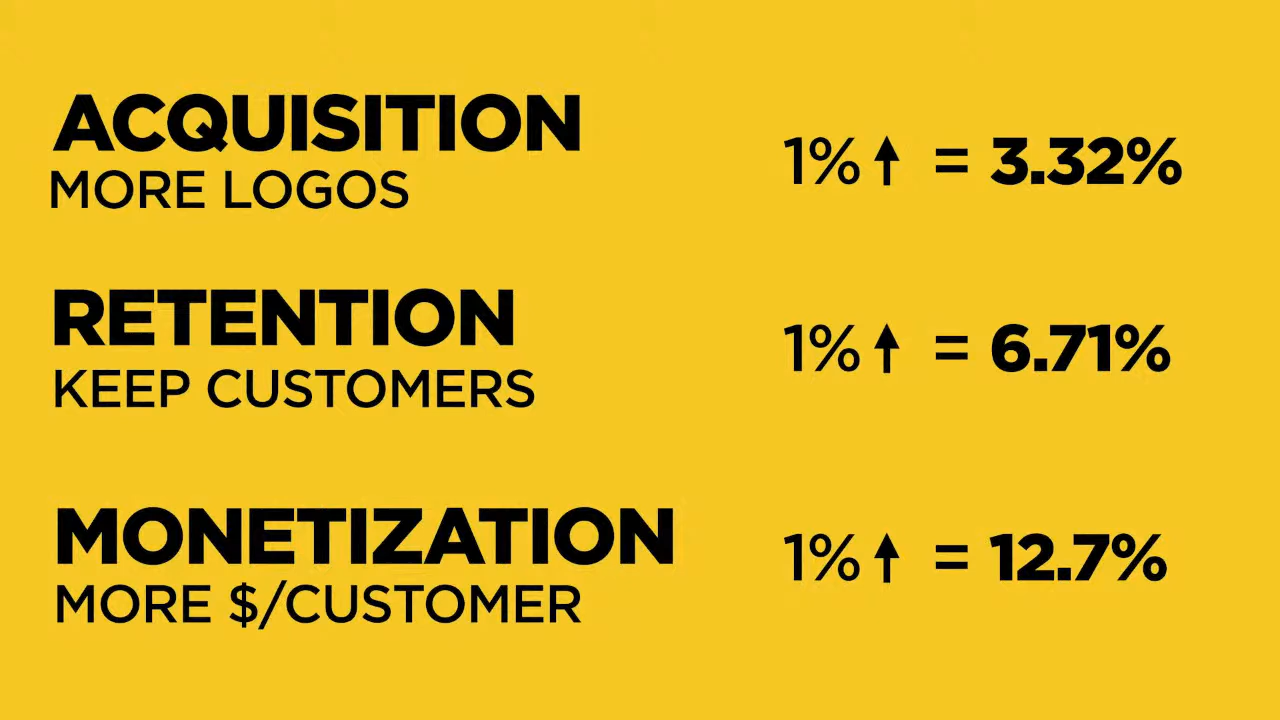 ACQUISITION
MORE LOGOS
1% ↑ = 3.32%
RETENTION
KEEP CUSTOMERS
1% ↑ = 6.71%
MONETIZATION
MORE $/CUSTOMER
1% ↑ = 12.7%